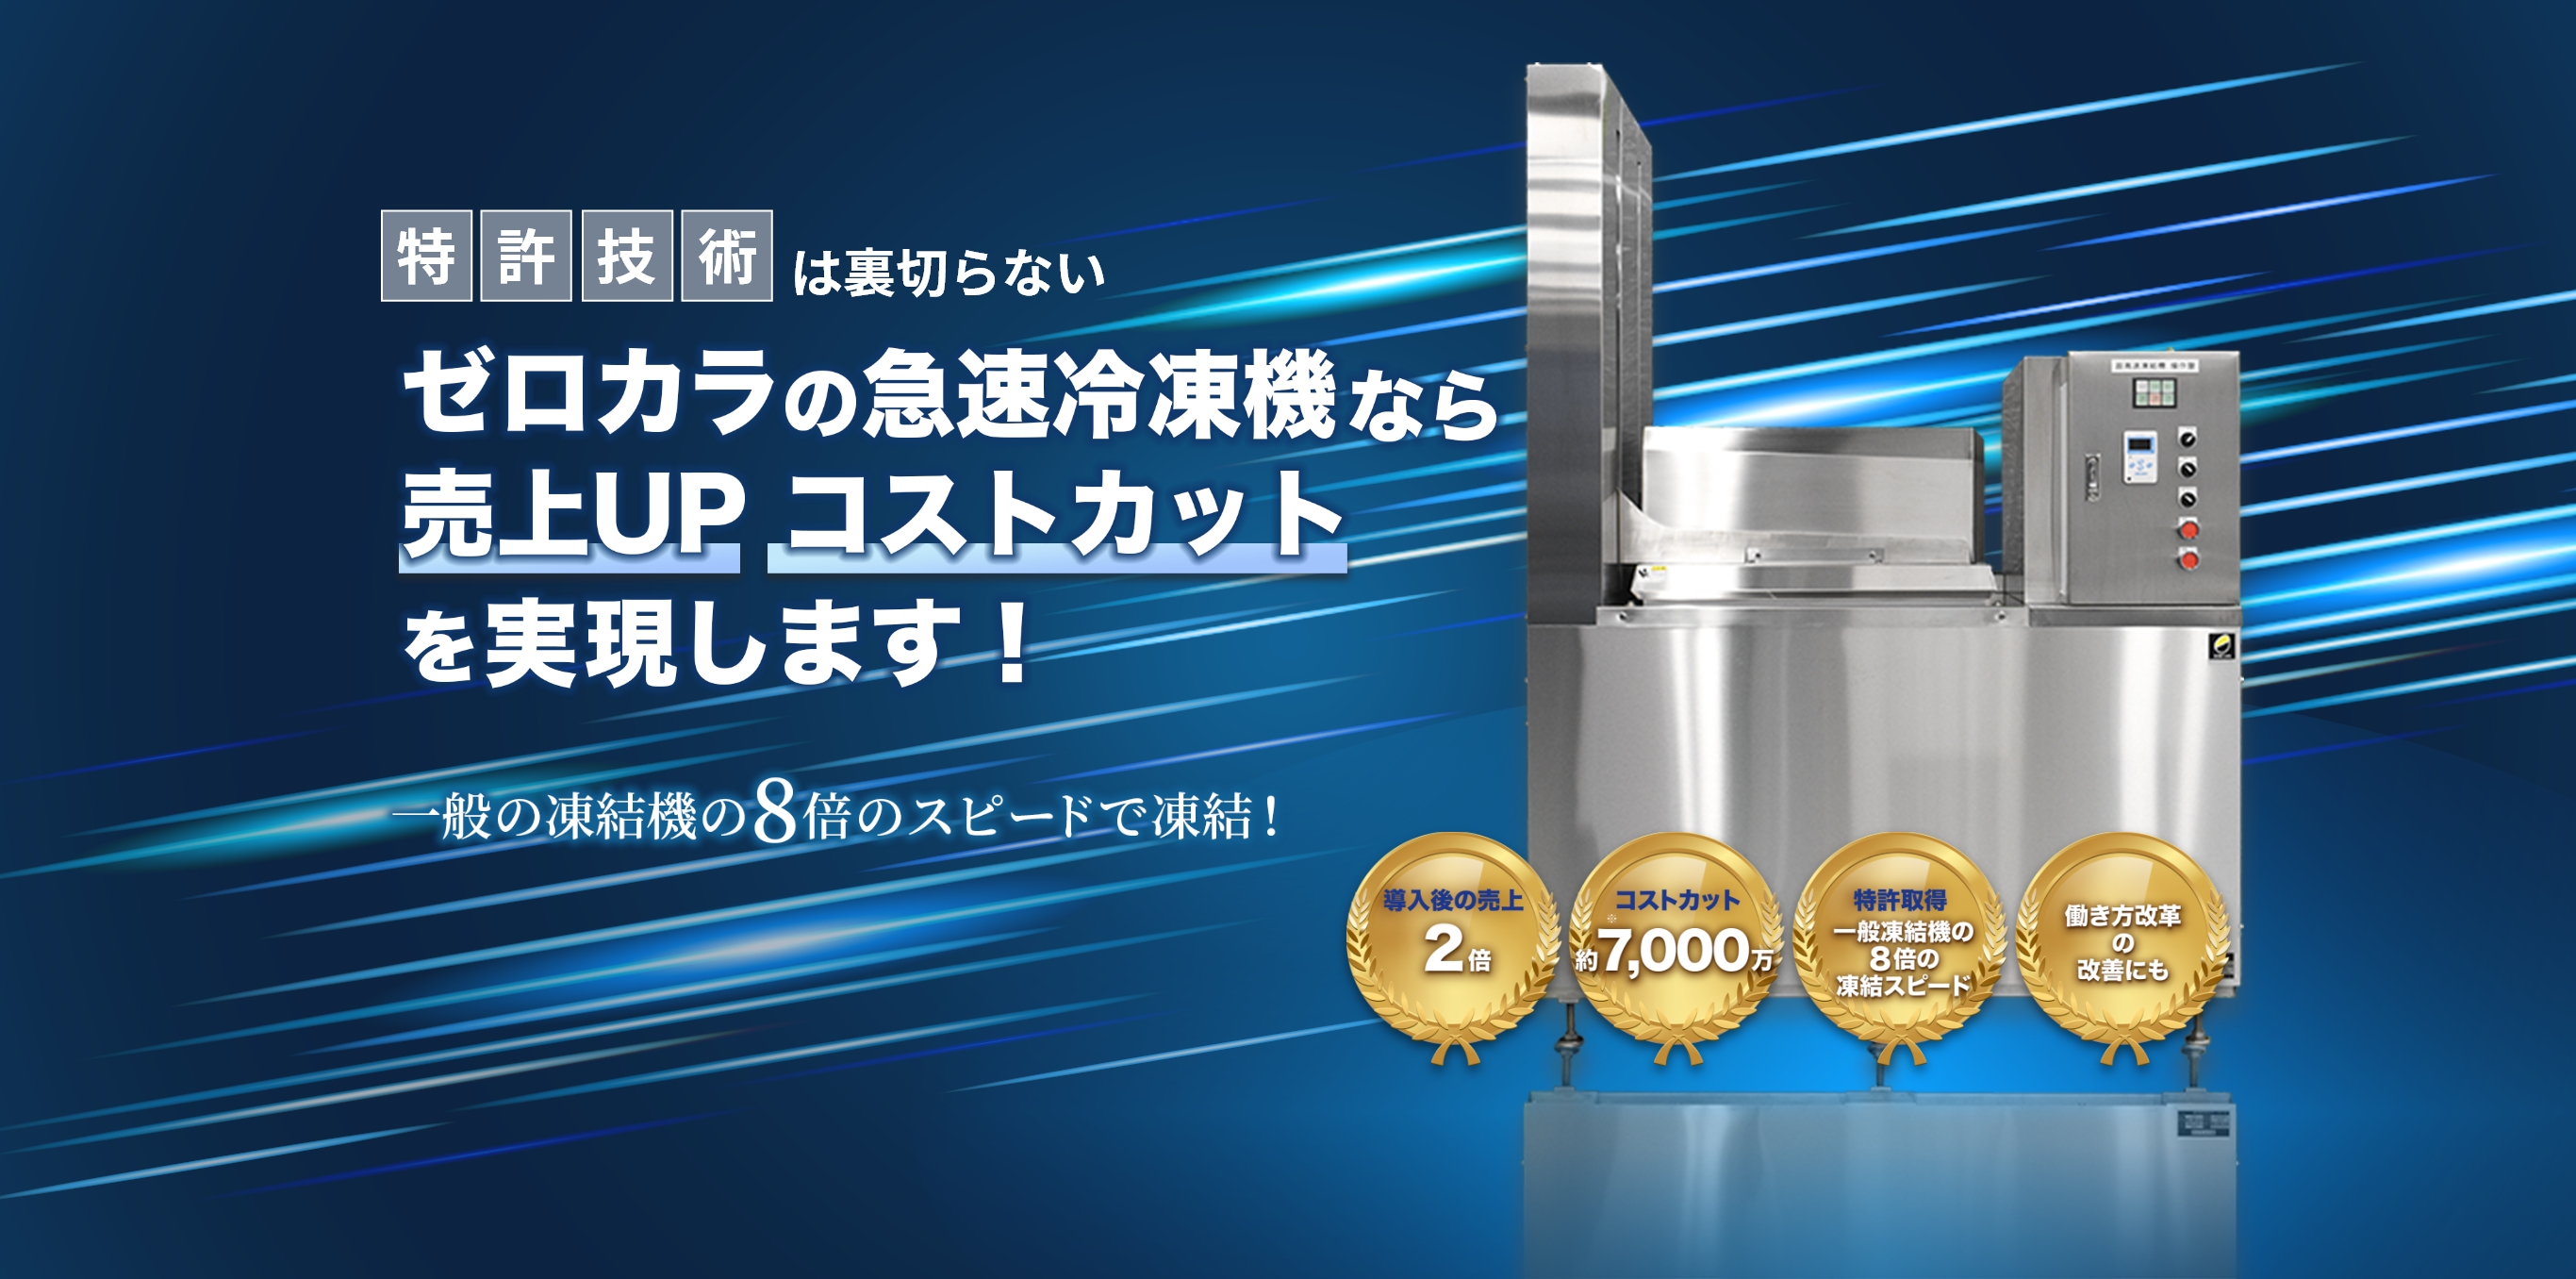 特許技術は裏切らない
ゼロカラの急速冷凍機なら
売上UP コストカット
を実現します！
一般の凍結機の8倍のスピードで凍結！
導入後の売上
2倍
コストカット
※
約7,000万
特許取得
一般凍結機の
8倍の
凍結スピード
働き方改革
の
改善にも